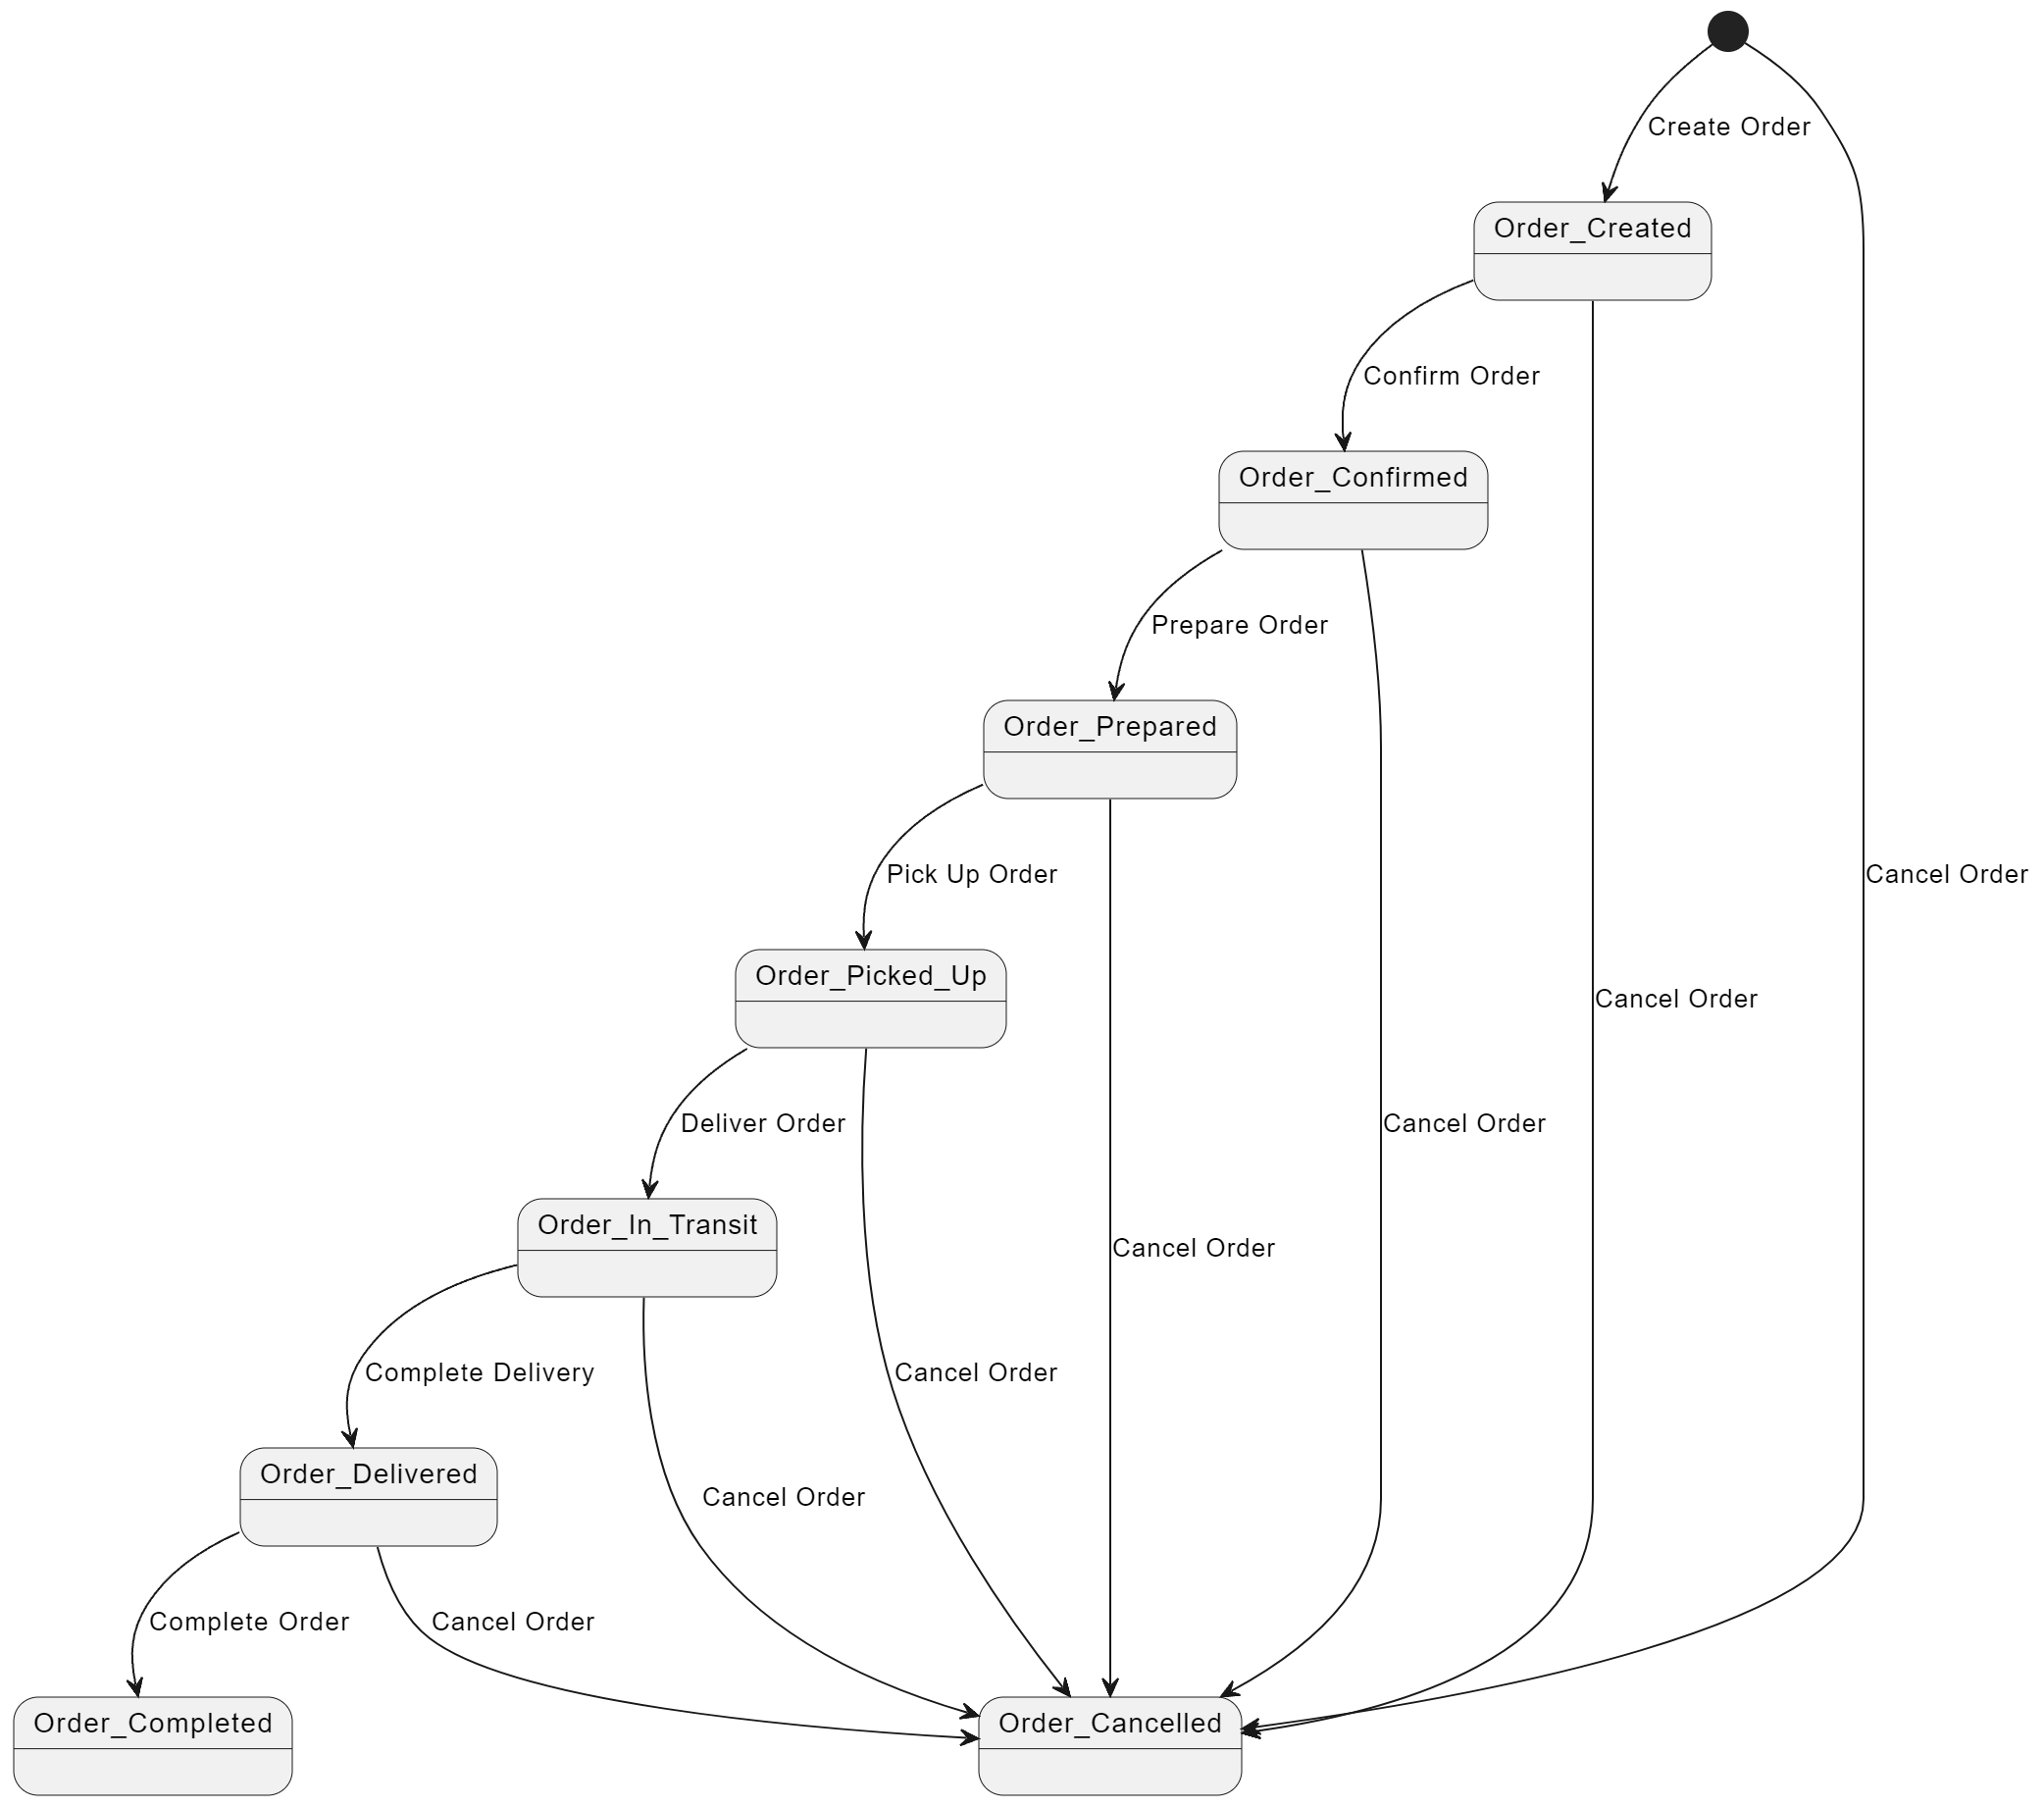 Create Order
Order_Created
Confirm Order
Order_Confirmed
Prepare Order
Order_Prepared
Pick Up Order
Cancel Order
Order_Picked_Up
Cancel Order
Deliver Order
Cancel Order
Order_In_Transit
Cancel Order
Complete Delivery
Cancel Order
Order_Delivered
Cancel Order
Complete Order
Cancel Order
Order_Completed
Order_Cancelled